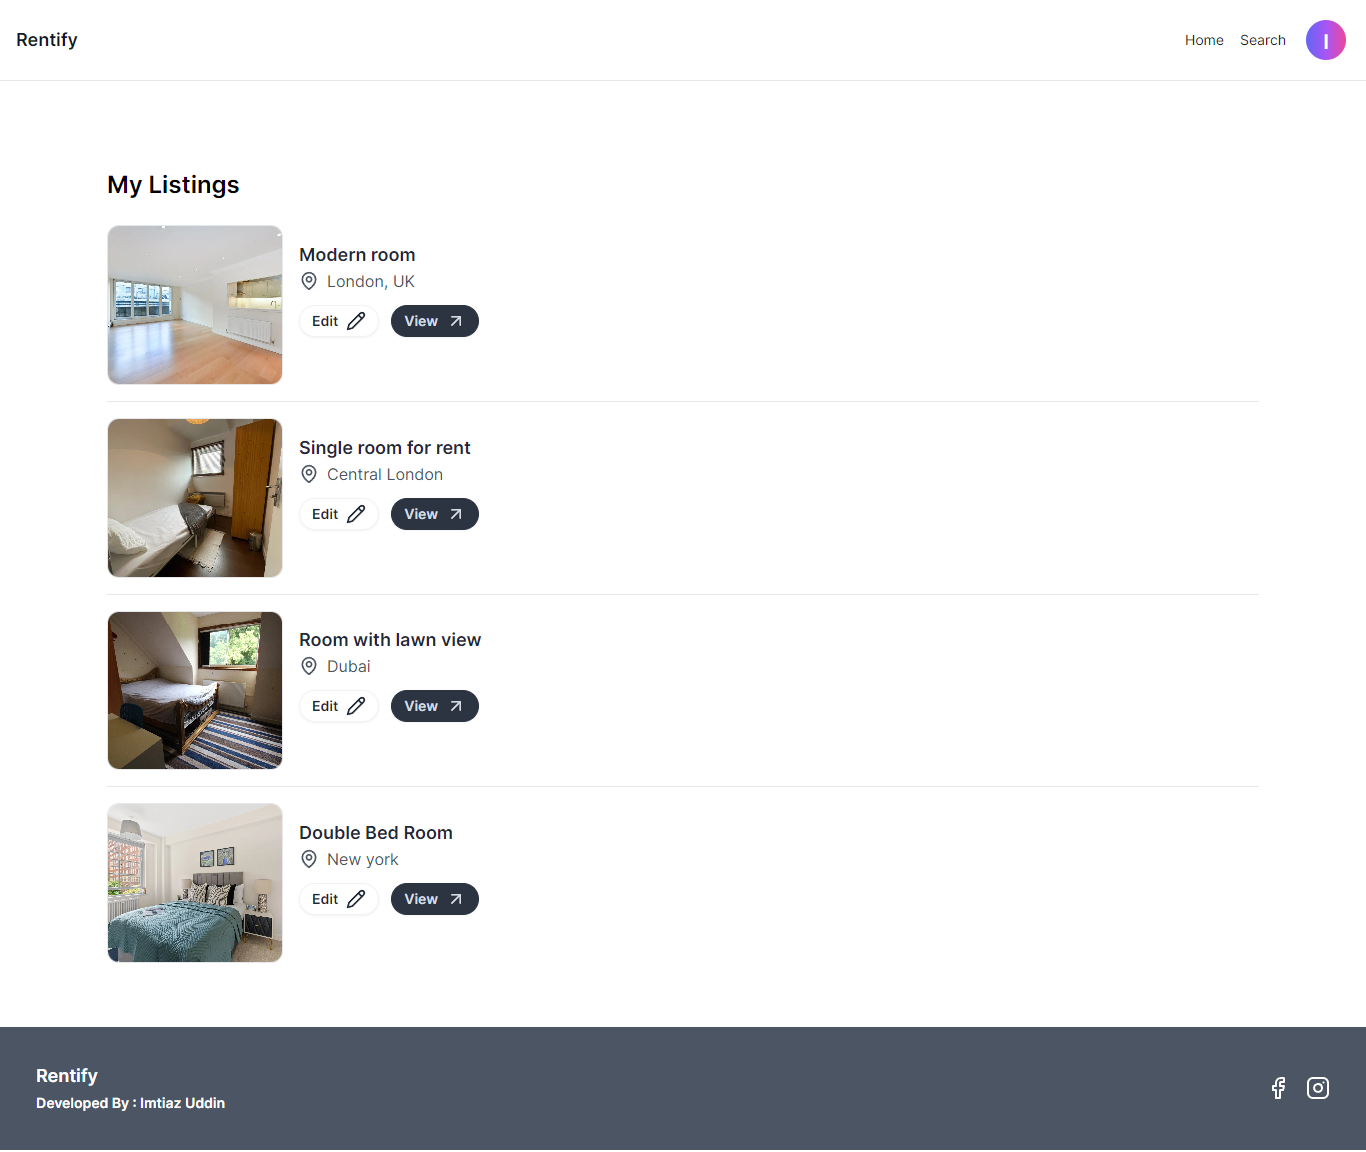 Rentify
Home Search I
My Listings
Modern room
London, UK
Edit View
Single room for rent
Central London
Edit View
Room with lawn view
Dubai
Edit View
Double Bed Room
New york
Edit View
Rentify
Developed By : Imtiaz Uddin